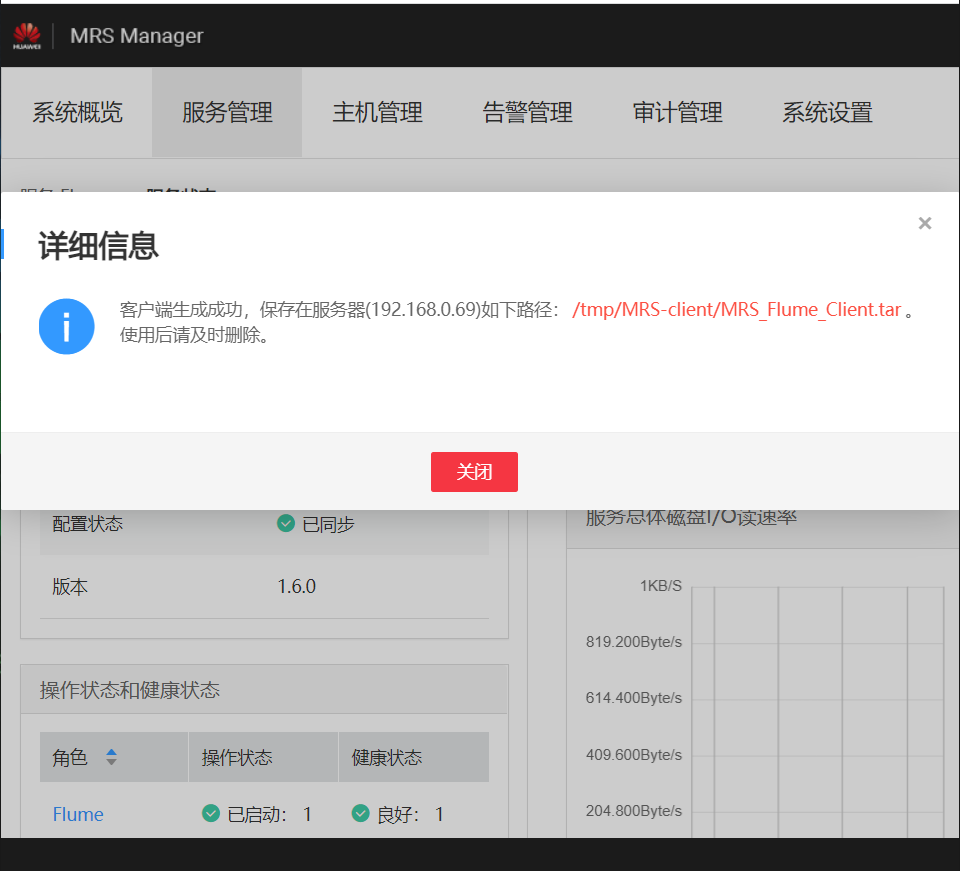 HUAWEI
MRS Manager
系统概览 服务管理 主机管理 告警管理 审计管理 系统设置
×
详细信息
客户端生成成功，保存在服务器(192.168.0.69)如下路径： /tmp/MRS-client/MRS_Flume_Client.tar 。
使用后请及时删除。
关闭
配置状态 已同步
服务总体磁盘I/O读速率
版本 1.6.0
1KB/S
819.200Byte/s
614.400Byte/s
409.600Byte/s
204.800Byte/s
操作状态和健康状态
角色 操作状态 健康状态
Flume 已启动： 1 良好： 1